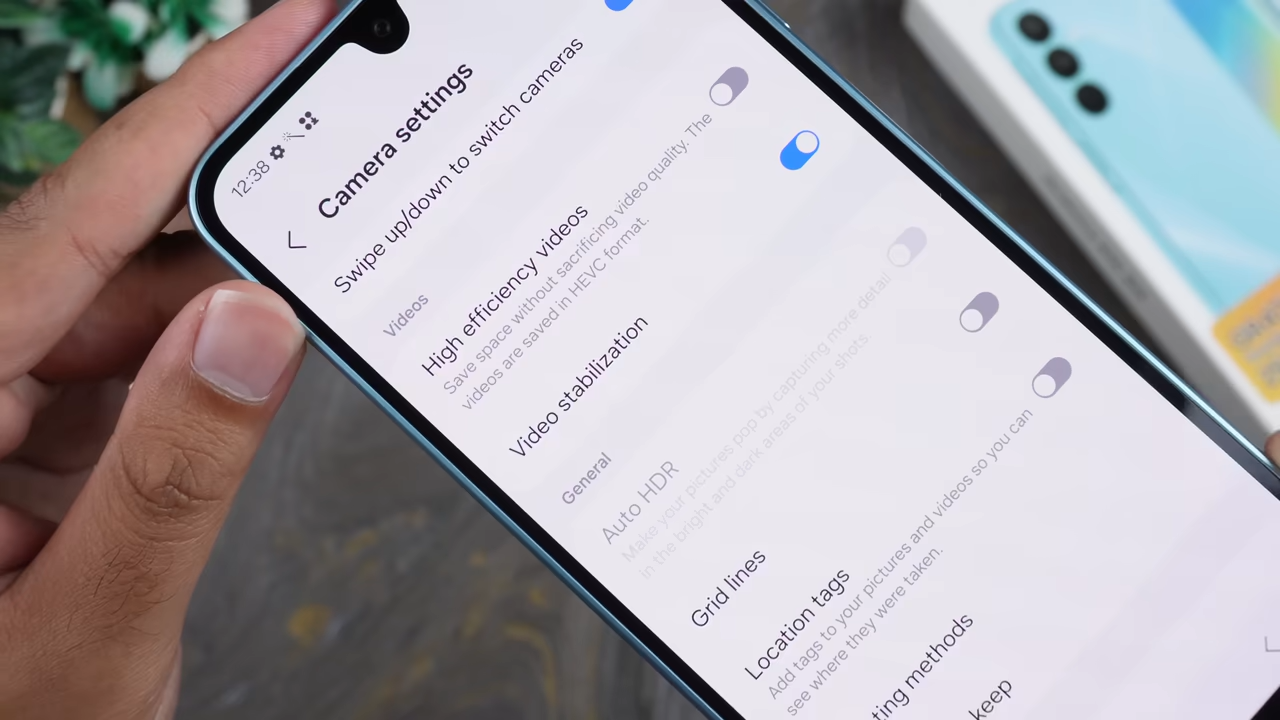 12:38
Camera settings
Swipe up/down to switch cameras
Videos
High efficiency videos
Save space without sacrificing video quality. The
videos are saved in HEVC format.
Video stabilization
General
Auto HDR
Make your pictures pop by capturing more detail
in the bright and dark areas of your shots.
Grid lines
Location tags
Add tags to your pictures and videos so you can
see where they were taken.
ting methods
keep